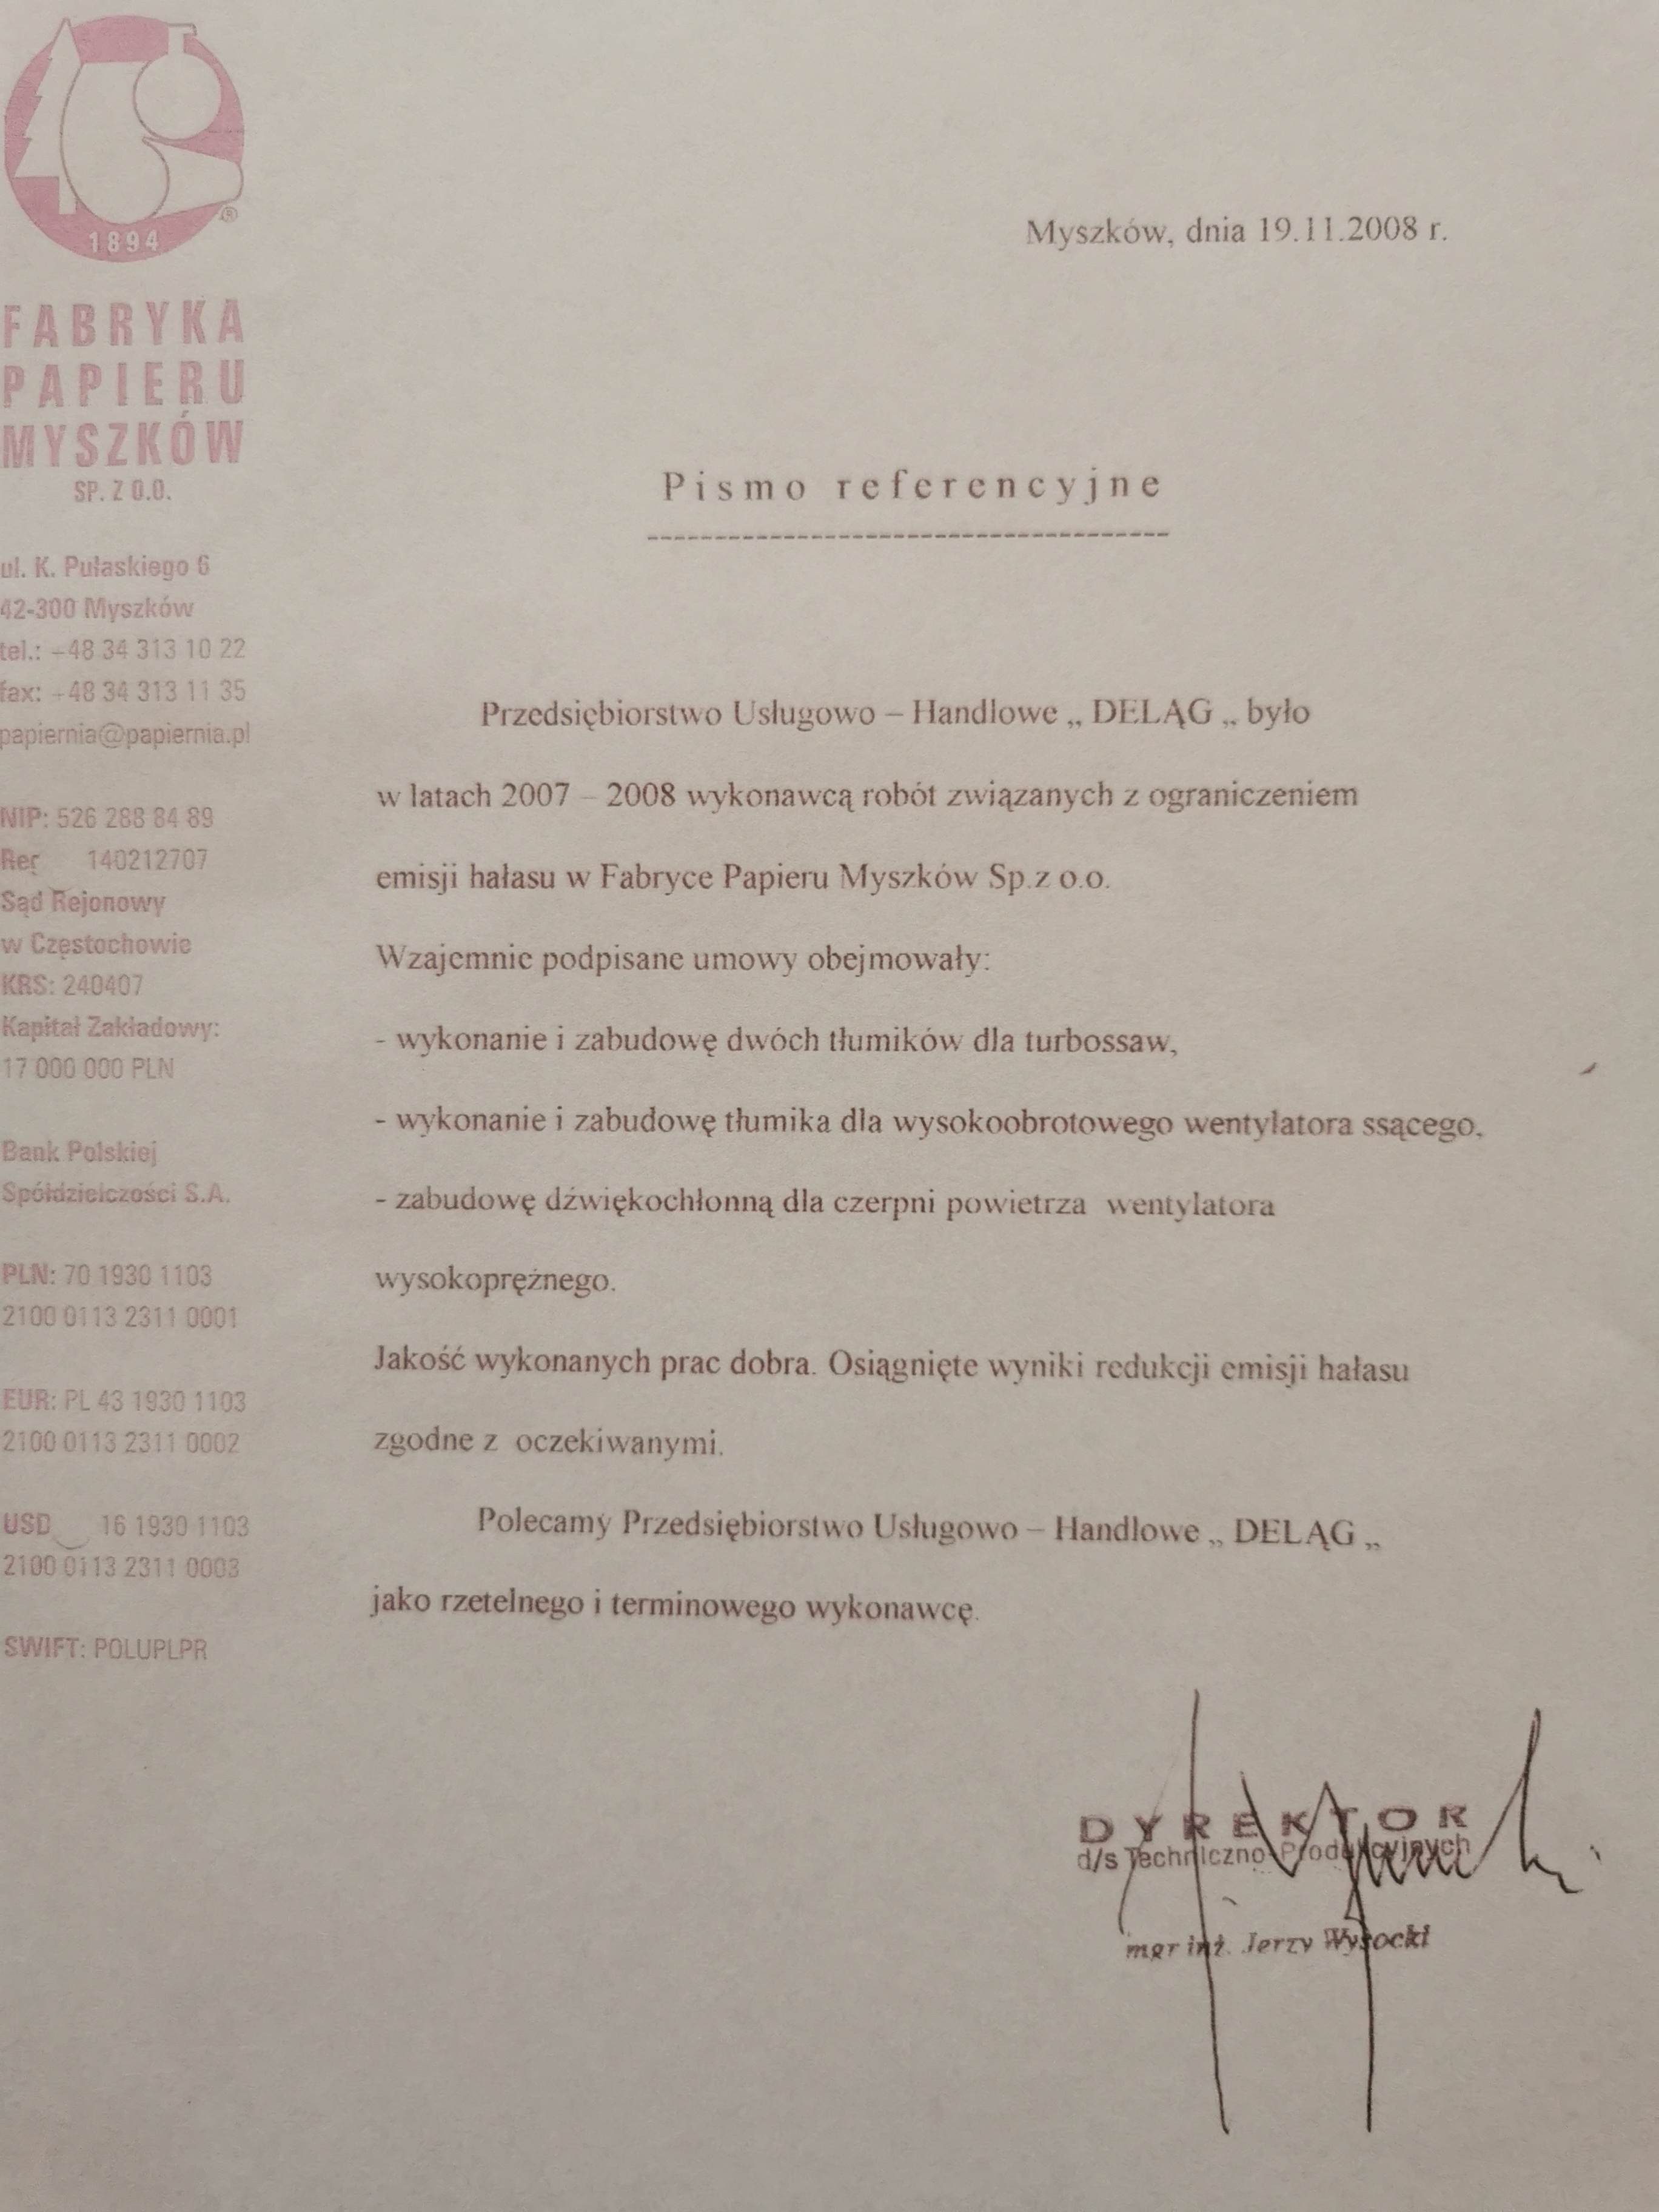 1894
®
FABRYKA
PAPIERU
MYSZKÓW
SP. Z O.O.
ul. K. Pułaskiego 6
42-300 Myszków
tel.: +48 34 313 10 22
fax: +48 34 313 11 35
papiernia@papiernia.pl
NIP: 526 288 84 89
140212707
Sąd Rejonowy
w Częstochowie
KRS: 240407
Kapitał Zakładowy:
17 000 000 PLN
Bank Polskiej
Spółdzielczości S.A.
PLN: 70 1930 1103
2100 0113 2311 0001
EUR: PL 43 1930 1103
2100 0113 2311 0002
USD 16 1930 1103
2100 0113 2311 0003
SWIFT: POLUPLPR
Myszków, dnia 19.11.2008 r.
Pismo referencyjne
Przedsiębiorstwo Usługowo – Handlowe „ DELĄG „ było
w latach 2007 – 2008 wykonawcą robót związanych z ograniczeniem
emisji hałasu w Fabryce Papieru Myszków Sp.z o.o.
Wzajemnie podpisane umowy obejmowały:
- wykonanie i zabudowę dwóch tłumików dla turbossaw,
- wykonanie i zabudowę tłumika dla wysokoobrotowego wentylatora ssącego,
- zabudowę dźwiękochłonną dla czerpni powietrza wentylatora
wysokoprężnego.
Jakość wykonanych prac dobra. Osiągnięte wyniki redukcji emisji hałasu
zgodne z oczekiwanymi.
Polecamy Przedsiębiorstwo Usługowo – Handlowe „ DELĄG „
jako rzetelnego i terminowego wykonawcę.
DYREKTOR
d/s Techniczno-Produkcyjnych
mgr inż. Jerzy Wysocki